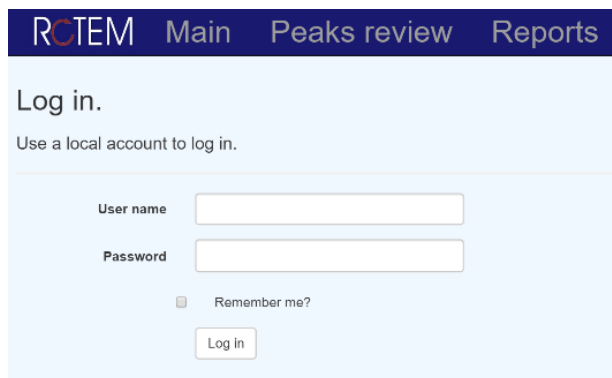 RCTEM Main Peaks review Reports
Log in.
Use a local account to log in.
User name
Password
Remember me?
Log in